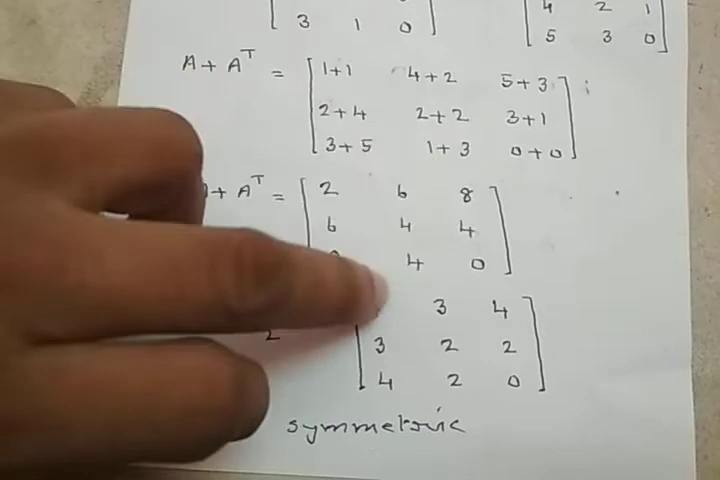 4 2 1
3 1 0 5 3 0
A + Aᵀ = [ 1+1 4+2 5+3 ]
2+4 2+2 3+1
3+5 1+3 0+0
+ Aᵀ = [ 2 6 8 ]
6 4 4
4 0
3 4
2 3 2 2
4 2 0
symmetric